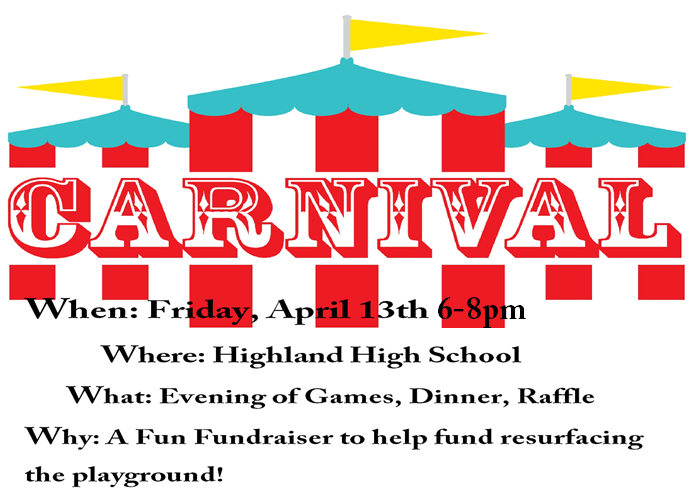 CARNIVAL
When: Friday, April 13th 6-8pm
Where: Highland High School
What: Evening of Games, Dinner, Raffle
Why: A Fun Fundraiser to help fund resurfacing
the playground!